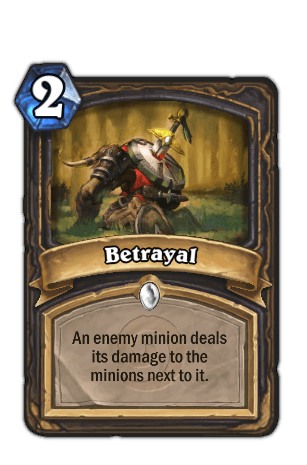 2
Betrayal
An enemy minion deals
its damage to the
minions next to it.